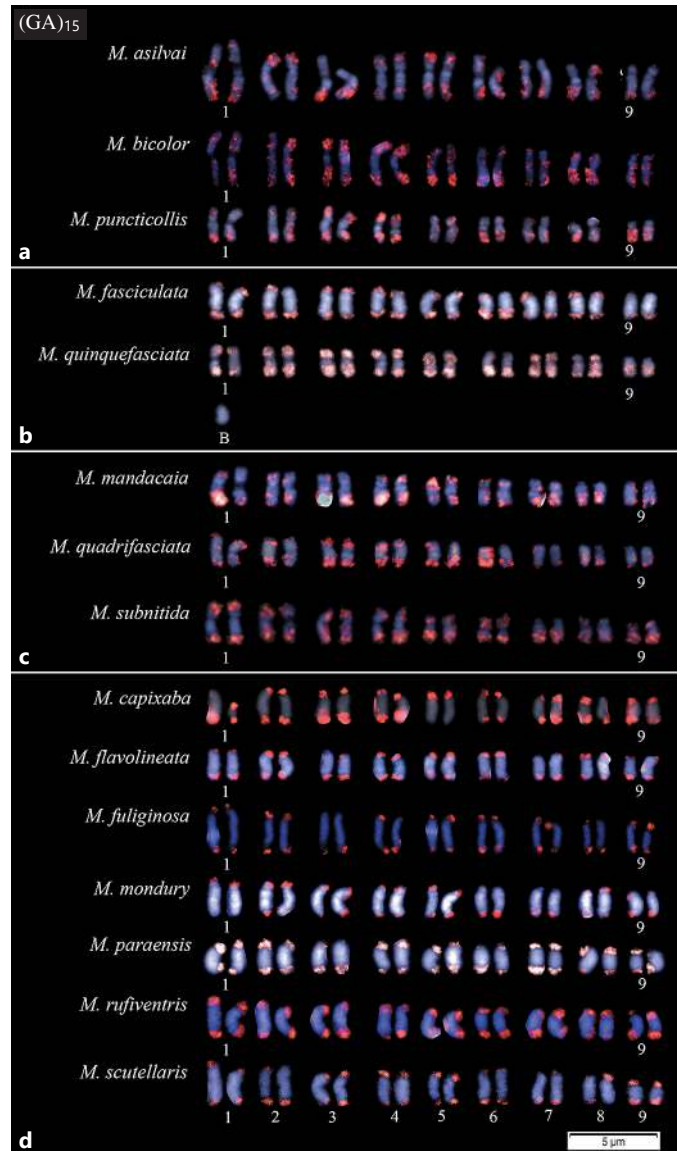 (GA)15
M. asilvai
1 9
M. bicolor
1
M. puncticollis
a 1 9
M. fasciculata
1 9
M. quinquefasciata
1 9
b B
M. mandacaia
1 9
M. quadrifasciata
1 9
M. subnitida
c 1 9
M. capixaba
1 9
M. flavolineata
1 9
M. fuliginosa
1 9
M. mondury
1 9
M. paraensis
1 9
M. rufiventris
1 9
M. scutellaris
1 2 3 4 5 6 7 8 9
d 5 µm